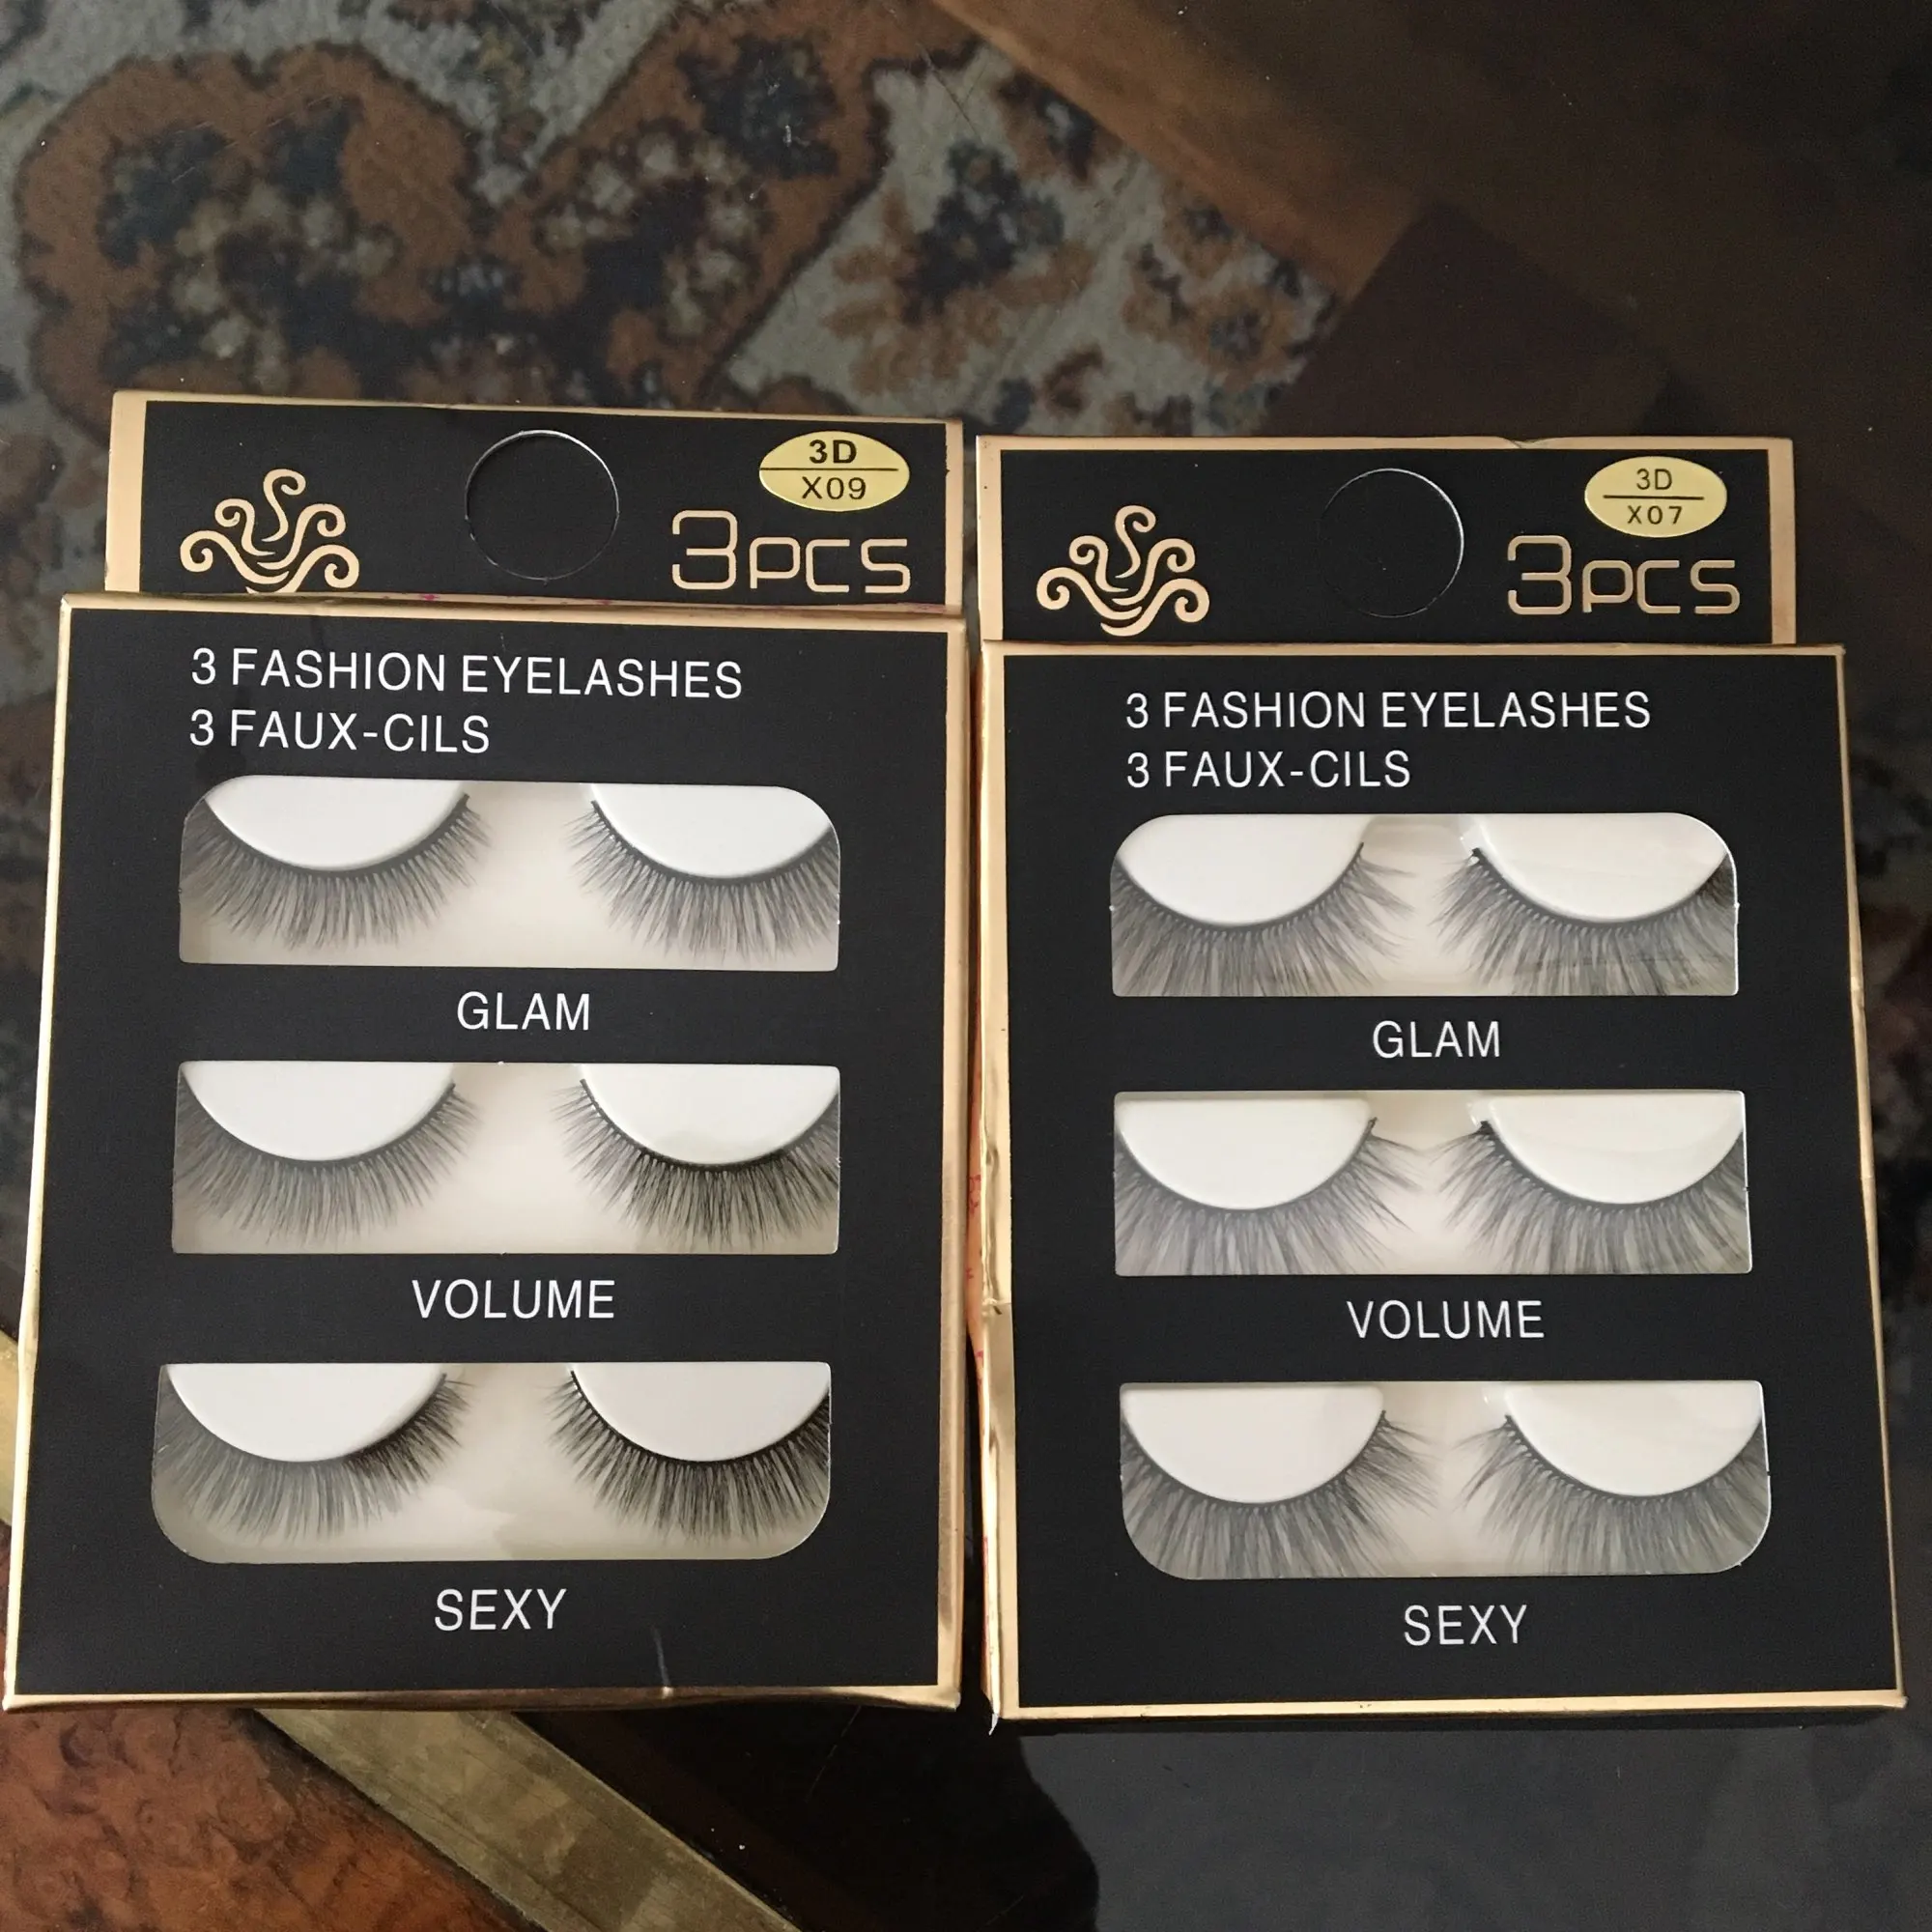 3D
X09
3PCS
3 FASHION EYELASHES
3 FAUX-CILS
GLAM
VOLUME
SEXY
3D
X07
3PCS
3 FASHION EYELASHES
3 FAUX-CILS
GLAM
VOLUME
SEXY